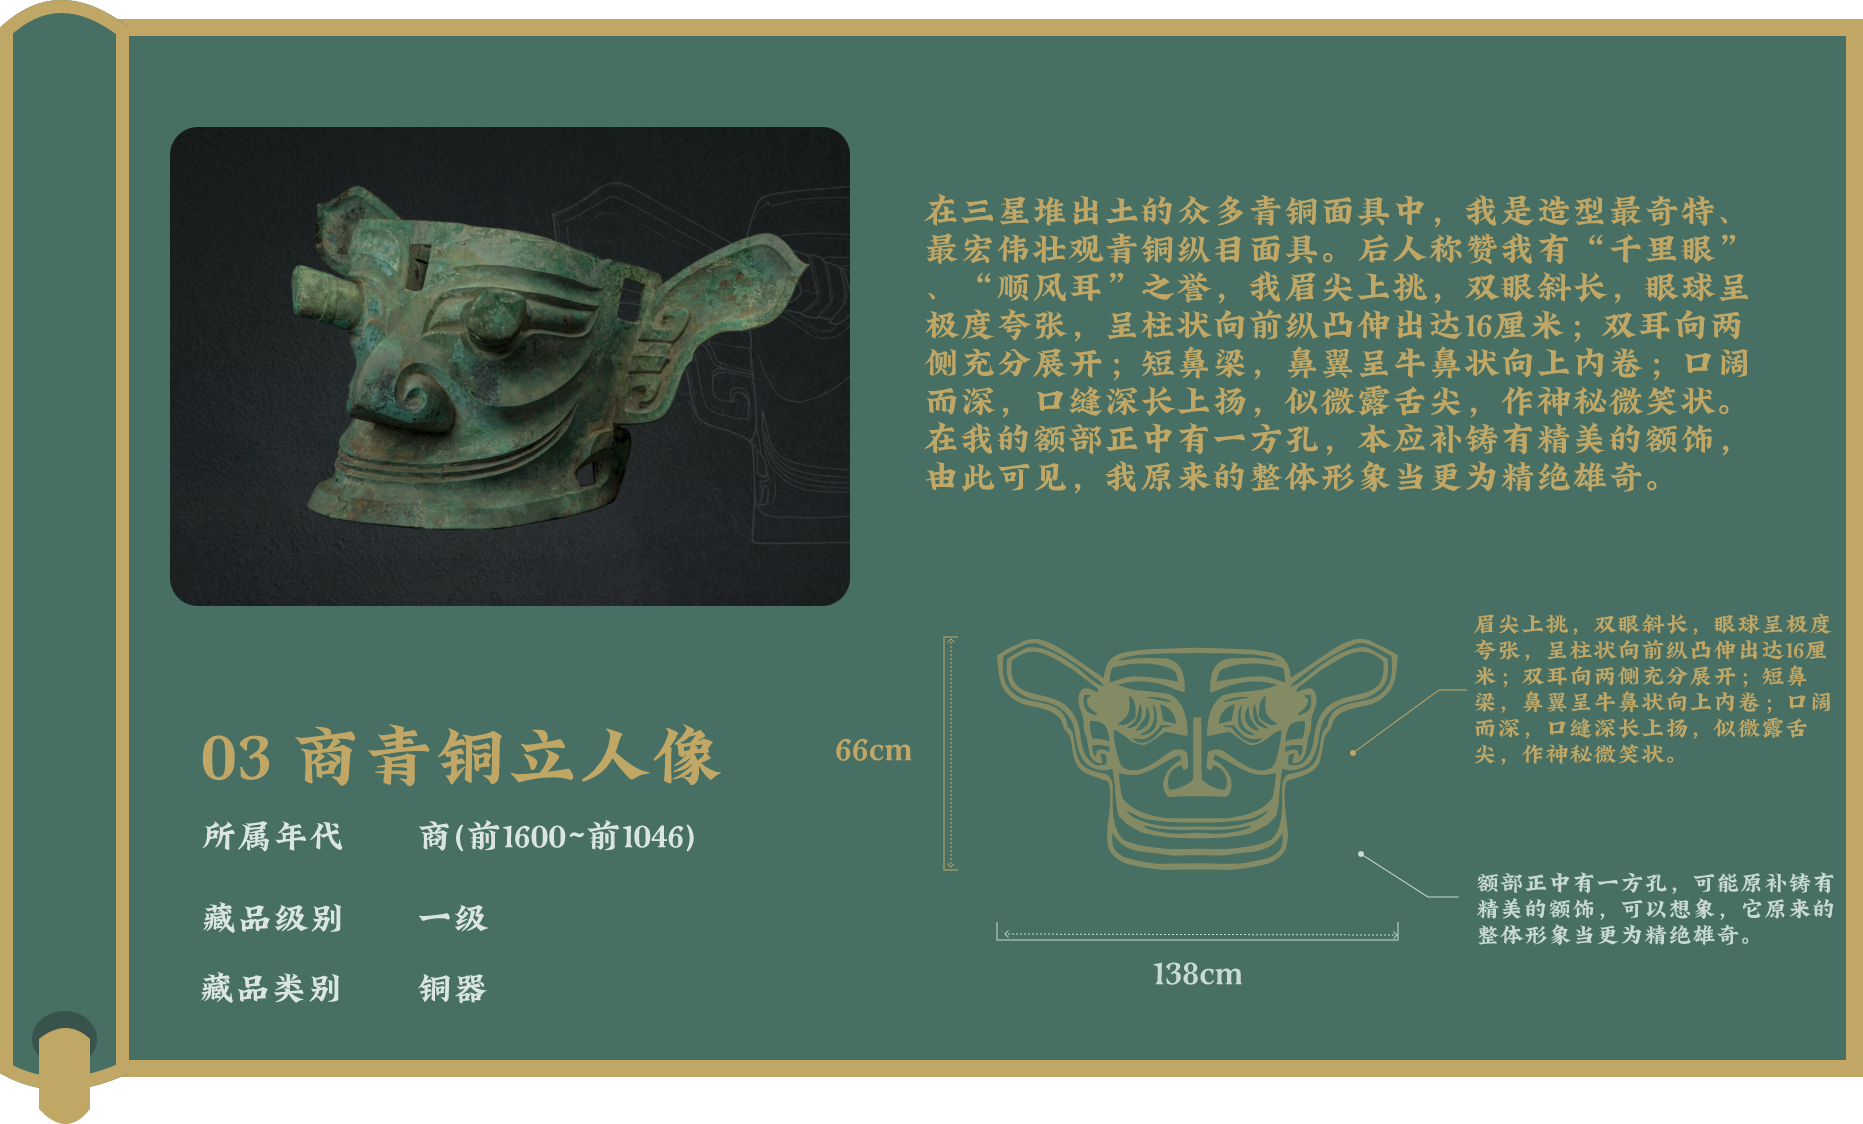 在三星堆出土的众多青铜面具中，我是造型最奇特、
最宏伟壮观青铜纵目面具。后人称赞我有“千里眼”
、“顺风耳”之誉，我眉尖上挑，双眼斜长，眼球呈
极度夸张，呈柱状向前纵凸伸出达16厘米；双耳向两
侧充分展开；短鼻梁，鼻翼呈牛鼻状向上内卷；口阔
而深，口缝深长上扬，似微露舌尖，作神秘微笑状。
在我的额部正中有一方孔，本应补铸有精美的额饰，
由此可见，我原来的整体形象当更为精绝雄奇。
03 商青铜立人像
所属年代 商(前1600~前1046)
藏品级别 一级
藏品类别 铜器
66cm
138cm
眉尖上挑，双眼斜长，眼球呈极度
夸张，呈柱状向前纵凸伸出达16厘
米；双耳向两侧充分展开；短鼻
梁，鼻翼呈牛鼻状向上内卷；口阔
而深，口缝深长上扬，似微露舌
尖，作神秘微笑状。
额部正中有一方孔，可能原补铸有
精美的额饰，可以想象，它原来的
整体形象当更为精绝雄奇。